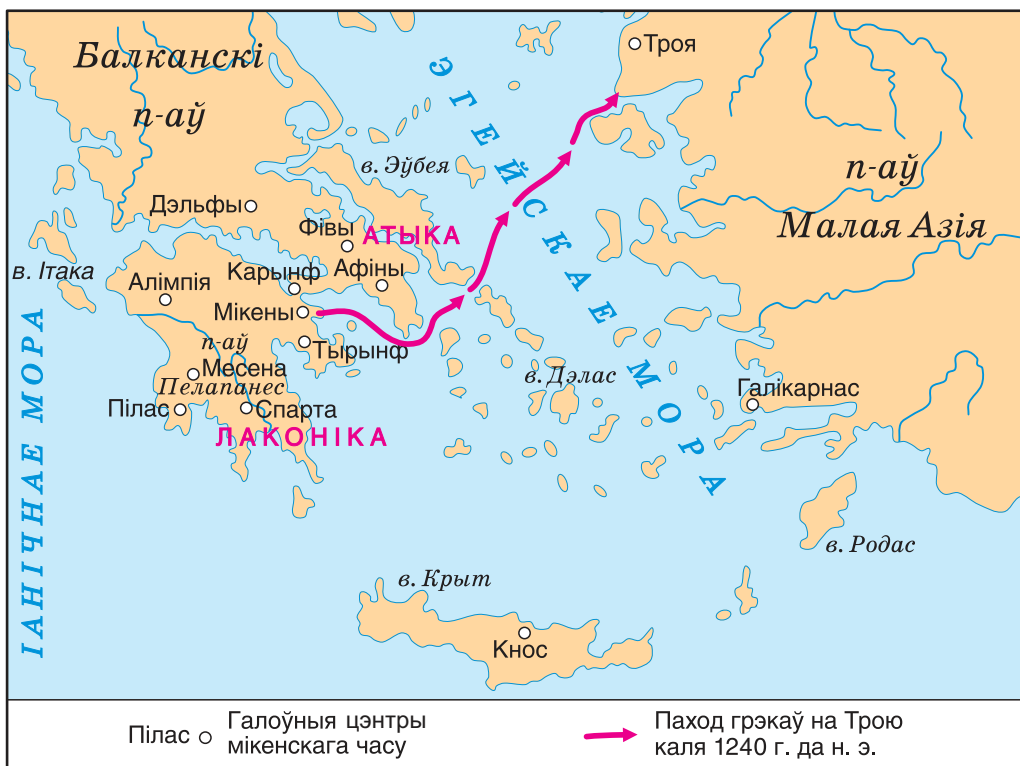 Балканскі
п-аў
Троя
ЭГЕЙСКАЕ МОРА
в. Эўбея
п-аў
Малая Азія
Дэльфы
Фівы
АТЫКА
в. Ітака
Алімпія
Карынф
Афіны
Мікены
п-аў
Тырынф
Месена
Пелапанес
Пілас
Спарта
ЛАКОНІКА
в. Дэлас
Галікарнас
ІАНІЧНАЕ МОРА
в. Родас
в. Крыт
Кнос
Пілас
Галоўныя цэнтры
мікенскага часу
Паход грэкаў на Трою
каля 1240 г. да н. э.